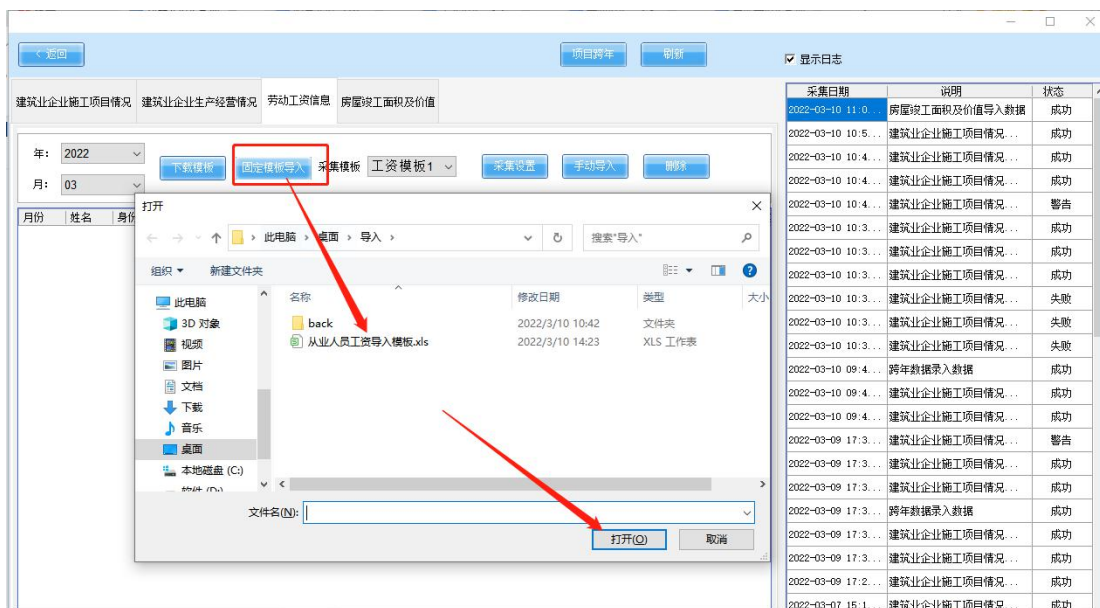 < 返回
项目跨年
刷新
显示日志
建筑业企业施工项目情况 建筑业企业生产经营情况 劳动工资信息 房屋竣工面积及价值
年: 2022
月: 03
下载模板
固定模板导入
采集模板 工资模板1
采集设置
手动导入
删除
月份 姓名
打开
此电脑 › 桌面 › 导入 ›
搜索"导入"
组织 新建文件夹
名称 修改日期 类型 大小
back 2022/3/10 10:42 文件夹
从业人员工资导入模板.xls 2022/3/10 14:23 XLS 工作表
此电脑
3D 对象
视频
图片
文档
下载
音乐
桌面
本地磁盘 (C:)
文件名(N):
打开(O)
取消
采集日期 说明 状态
2022-03-10 11:0... 房屋竣工面积及价值导入数据 成功
2022-03-10 10:5... 建筑业企业施工项目情况... 成功
2022-03-10 10:4... 建筑业企业施工项目情况... 成功
2022-03-10 10:4... 建筑业企业施工项目情况... 成功
2022-03-10 10:4... 建筑业企业施工项目情况... 警告
2022-03-10 10:3... 建筑业企业施工项目情况... 成功
2022-03-10 10:3... 建筑业企业施工项目情况... 成功
2022-03-10 10:3... 建筑业企业施工项目情况... 成功
2022-03-10 10:3... 建筑业企业施工项目情况... 失败
2022-03-10 10:3... 建筑业企业施工项目情况... 失败
2022-03-10 10:3... 建筑业企业施工项目情况... 失败
2022-03-10 09:4... 跨年数据录入数据 成功
2022-03-10 09:4... 建筑业企业施工项目情况... 成功
2022-03-10 09:4... 建筑业企业施工项目情况... 成功
2022-03-09 17:3... 建筑业企业施工项目情况... 警告
2022-03-09 17:3... 建筑业企业施工项目情况... 成功
2022-03-09 17:3... 建筑业企业施工项目情况... 成功
2022-03-09 17:3... 跨年数据录入数据 成功
2022-03-09 17:3... 建筑业企业施工项目情况... 成功
2022-03-09 17:3... 建筑业企业施工项目情况... 成功
2022-03-09 17:2... 建筑业企业施工项目情况... 成功
2022-03-07 15:1... 建筑业企业施工项目情况... 成功